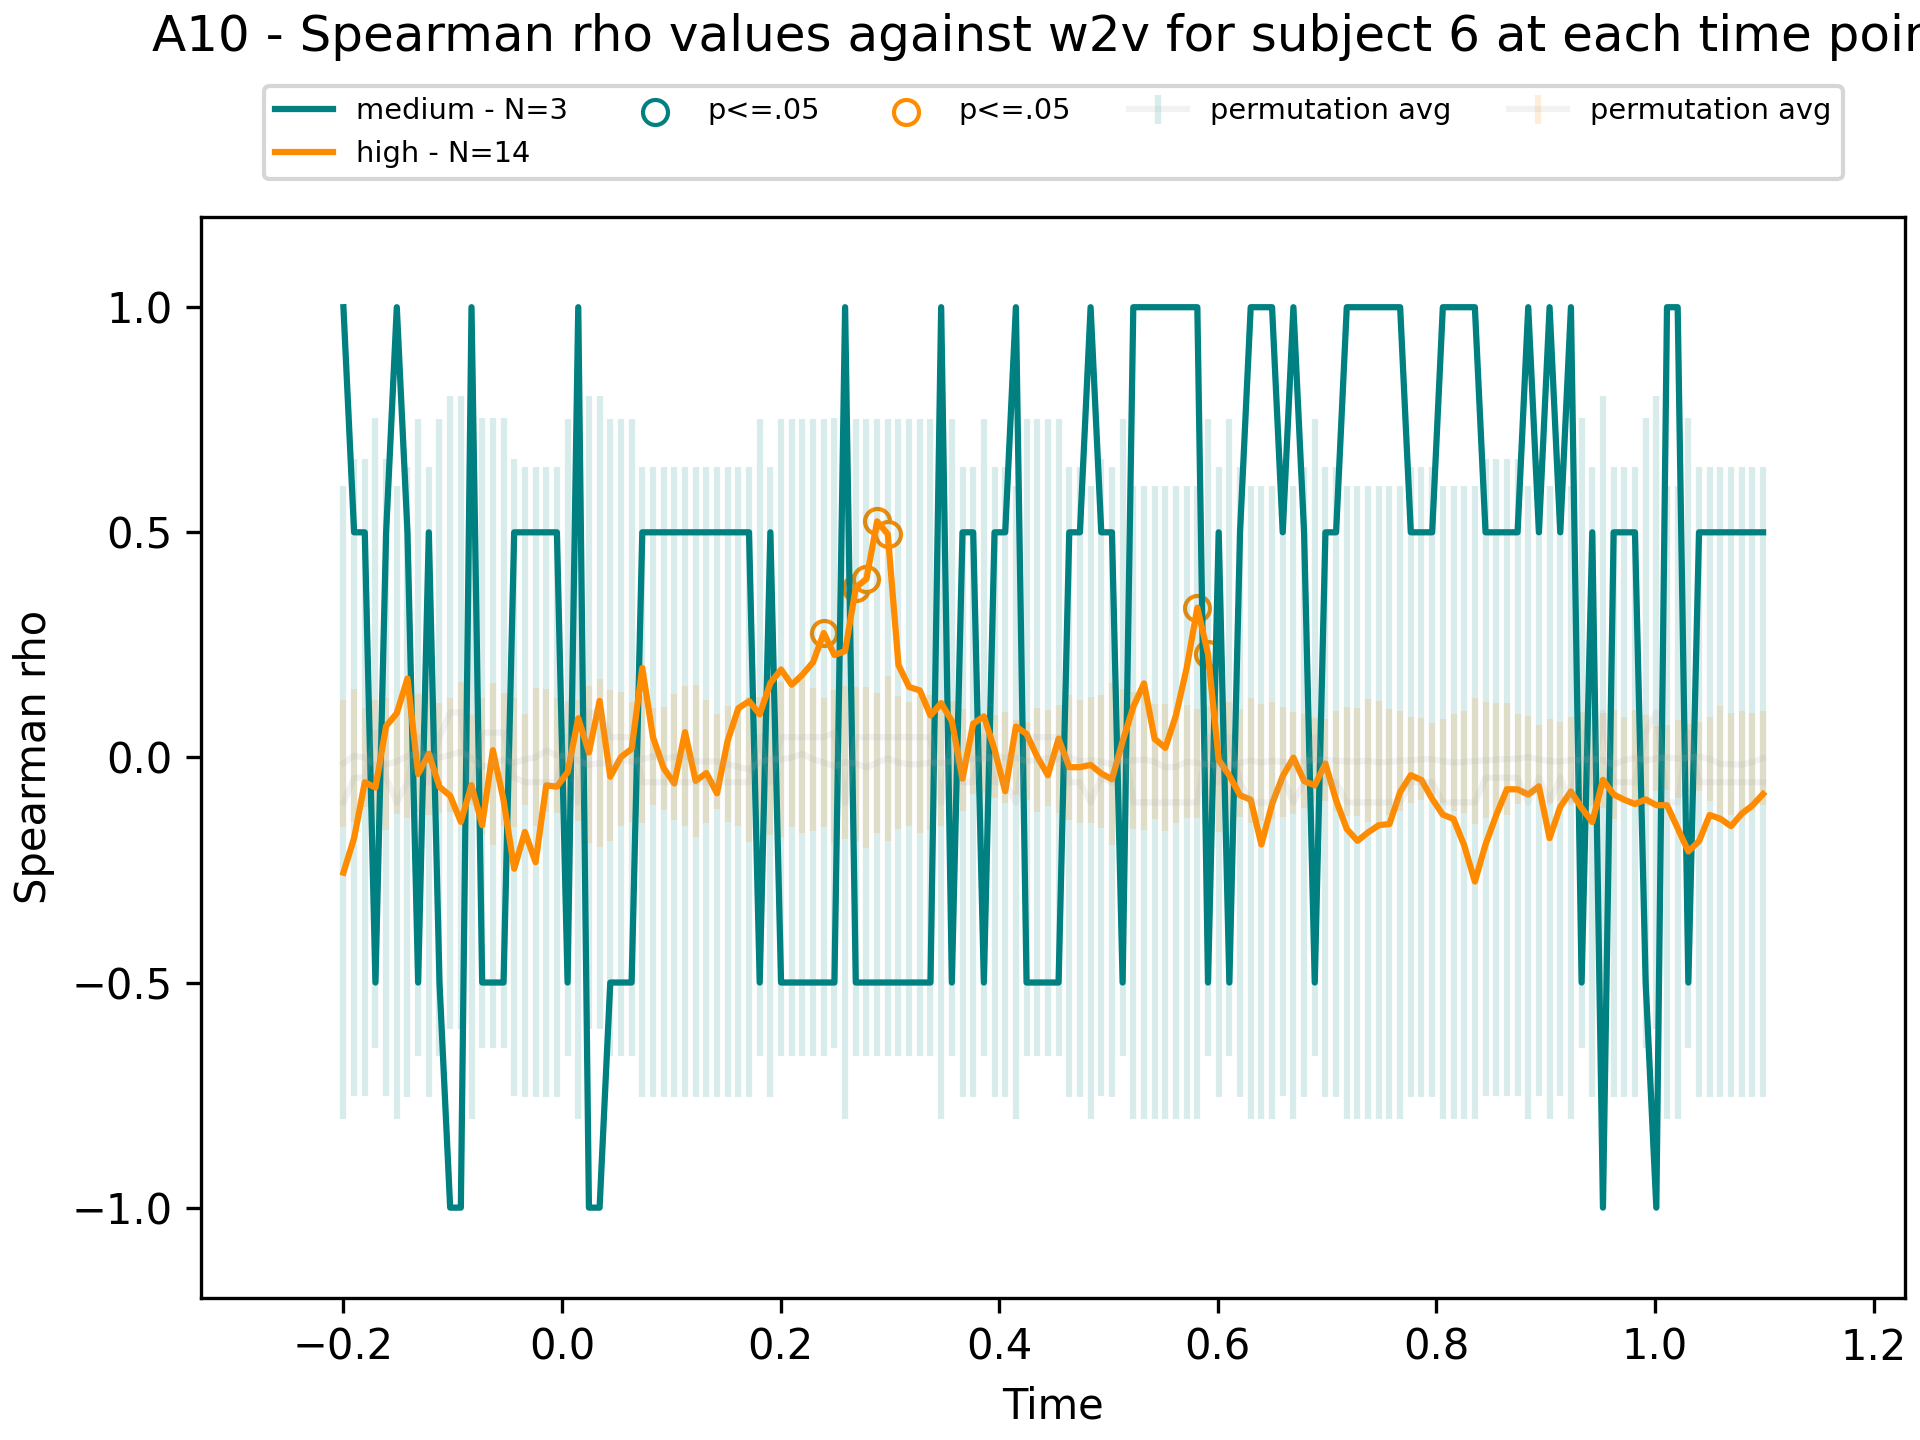 A10 - Spearman rho values against w2v for subject 6 at each time poin
medium - N=3
high - N=14
p<=.05
p<=.05
permutation avg
permutation avg
1.0
0.5
0.0
−0.5
−1.0
Spearman rho
−0.2 0.0 0.2 0.4 0.6 0.8 1.0 1.2
Time